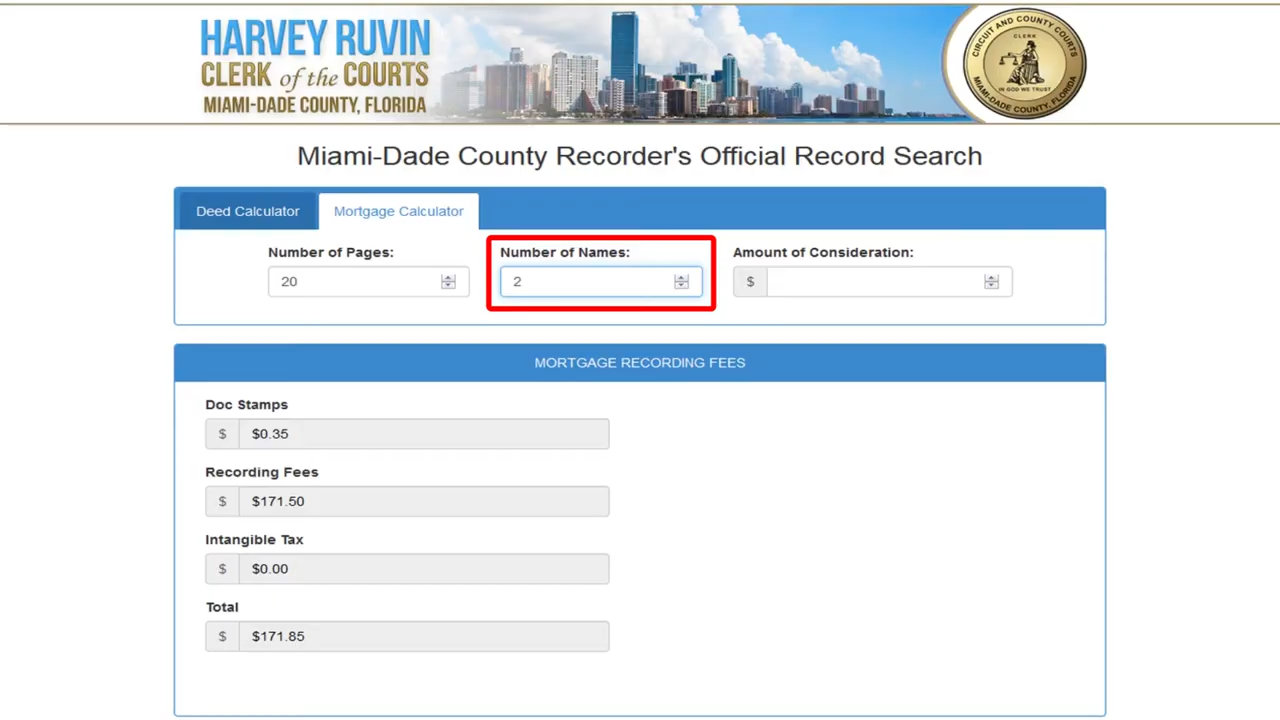 HARVEY RUVIN
CLERK of the COURTS
MIAMI-DADE COUNTY, FLORIDA
CIRCUIT AND COUNTY COURTS
CLERK
IN GOD WE TRUST
MIAMI-DADE COUNTY, FLORIDA
Miami-Dade County Recorder's Official Record Search
Deed Calculator Mortgage Calculator
Number of Pages: Number of Names: Amount of Consideration:
20 2 $
MORTGAGE RECORDING FEES
Doc Stamps
$ $0.35
Recording Fees
$ $171.50
Intangible Tax
$ $0.00
Total
$ $171.85